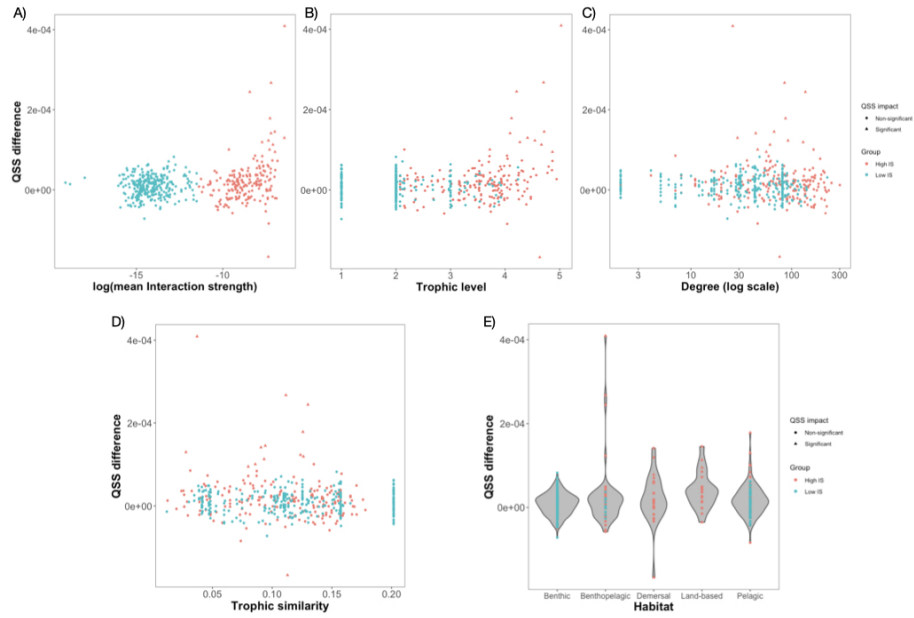 A)
B)
C)
QSS difference
4e-04
2e-04
0e+00
-15
-10
log(mean Interaction strength)
4e-04
2e-04
0e+00
1
2
3
4
5
Trophic level
4e-04
2e-04
0e+00
3
10
30
100
300
Degree (log scale)
QSS impact
Non-significant
Significant
Group
High IS
Low IS
D)
QSS difference
4e-04
2e-04
0e+00
0.05
0.10
0.15
0.20
Trophic similarity
E)
QSS difference
4e-04
2e-04
0e+00
Benthic
Benthopelagic
Demersal
Land-based
Pelagic
Habitat
QSS impact
Non-significant
Significant
Group
High IS
Low IS